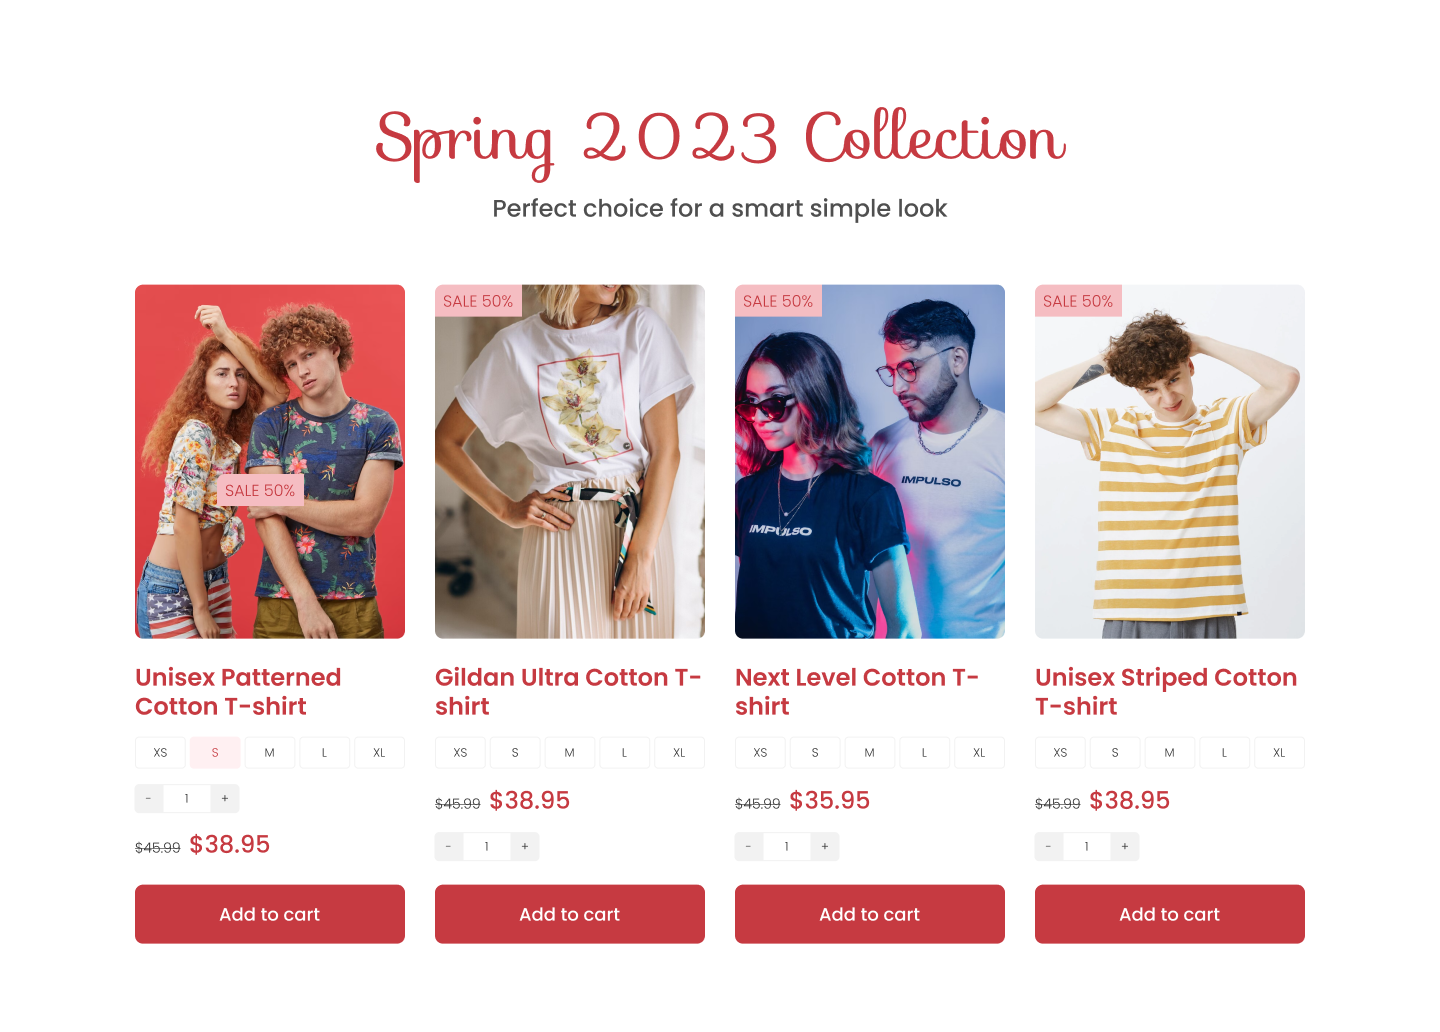 Spring 2023 Collection
Perfect choice for a smart simple look
SALE 50%
Unisex Patterned
Cotton T-shirt
XS S M L XL
- 1 +
$45.99 $38.95
Add to cart
SALE 50%
Gildan Ultra Cotton T-
shirt
XS S M L XL
$45.99 $38.95
- 1 +
Add to cart
SALE 50%
IMPULSO
IMPULSO
Next Level Cotton T-
shirt
XS S M L XL
$45.99 $35.95
- 1 +
Add to cart
SALE 50%
Unisex Striped Cotton
T-shirt
XS S M L XL
$45.99 $38.95
- 1 +
Add to cart